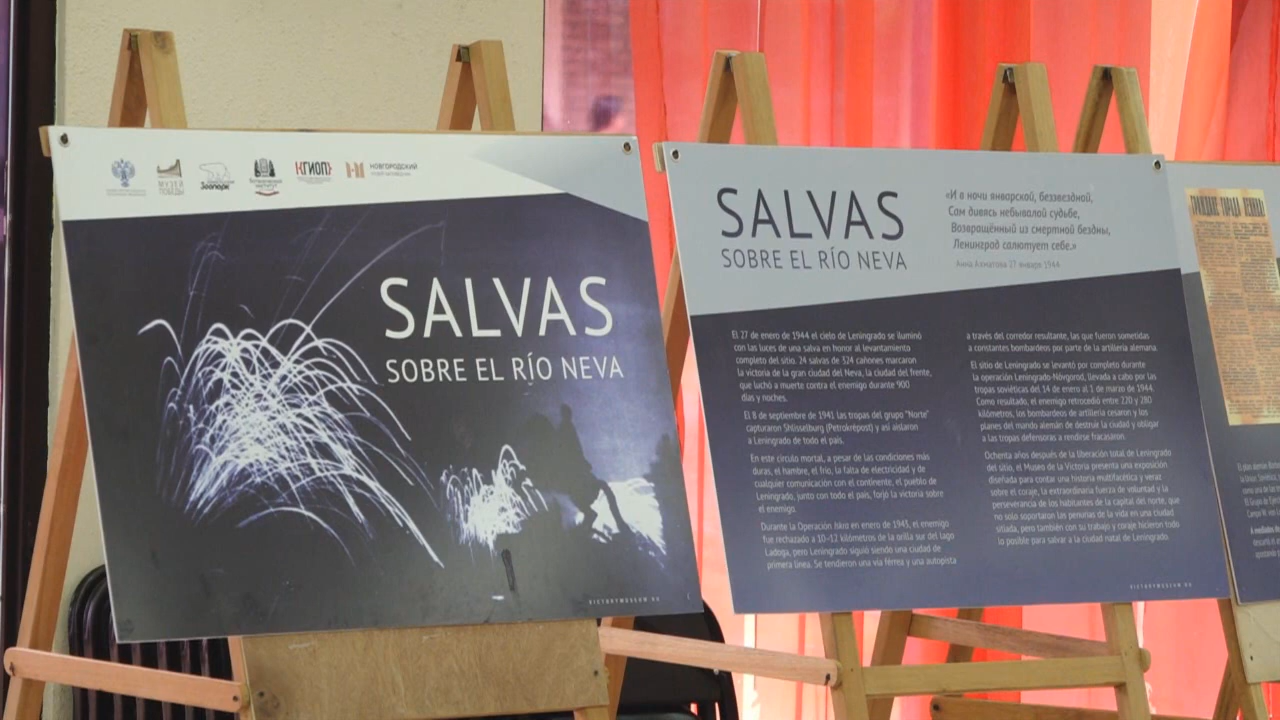 МУЗЕЙ
ПОБЕДЫ
Зоопарк
КГИОП
НОВГОРОДСКИЙ
SALVAS
SOBRE EL RÍO NEVA
VICTORYMUSEUM.RU
SALVAS
SOBRE EL RÍO NEVA
«И в ночи январской, беззвездной,
Сам дивясь небывалой судьбе,
Возвращённый из смертной бездны,
Ленинград салютует себе.»
Анна Ахматова 27 января 1944
El 27 de enero de 1944 el cielo de Leningrado se iluminó
con las luces de una salva en honor al levantamiento
completo del sitio. 24 salvas de 324 cañones marcaron
la victoria de la gran ciudad del Neva, la ciudad del frente,
que luchó a muerte contra el enemigo durante 900
días y noches.
El 8 de septiembre de 1941 las tropas del grupo "Norte"
capturaron Shlisselburg (Petrokrépost) y así aislaron
a Leningrado de todo el país.
En este círculo mortal, a pesar de las condiciones más
duras, el hambre, el frío, la falta de electricidad y de
cualquier comunicación con el continente, el pueblo de
Leningrado, junto con todo el país, forjó la victoria sobre
el enemigo.
Durante la Operación Iskra en enero de 1943, el enemigo
fue rechazado a 10–12 kilómetros de la orilla sur del lago
Ladoga, pero Leningrado siguió siendo una ciudad de
primera línea. Se tendieron una vía férrea y una autopista
a través del corredor resultante, las que fueron sometidas
a constantes bombardeos por parte de la artillería alemana.
El sitio de Leningrado se levantó por completo durante
la operación Leningrado-Nóvgorod, llevada a cabo por las
tropas soviéticas del 14 de enero al 1 de marzo de 1944.
Como resultado, el enemigo retrocedió entre 220 y 280
kilómetros, los bombardeos de artillería cesaron y los
planes del mando alemán de destruir la ciudad y obligar
a las tropas defensoras a rendirse fracasaron.
Ochenta años después de la liberación total de Leningrado
del sitio, el Museo de la Victoria presenta una exposición
diseñada para contar una historia multifacética y veraz
sobre el coraje, la extraordinaria fuerza de voluntad y la
perseverancia de los habitantes de la capital del norte, que
no solo soportaron las penurias de la vida en una ciudad
sitiada, pero también con su trabajo y coraje hicieron todo
lo posible para salvar a la ciudad natal de Leningrado.
VICTORYMUSEUM.RU
El plan alemán